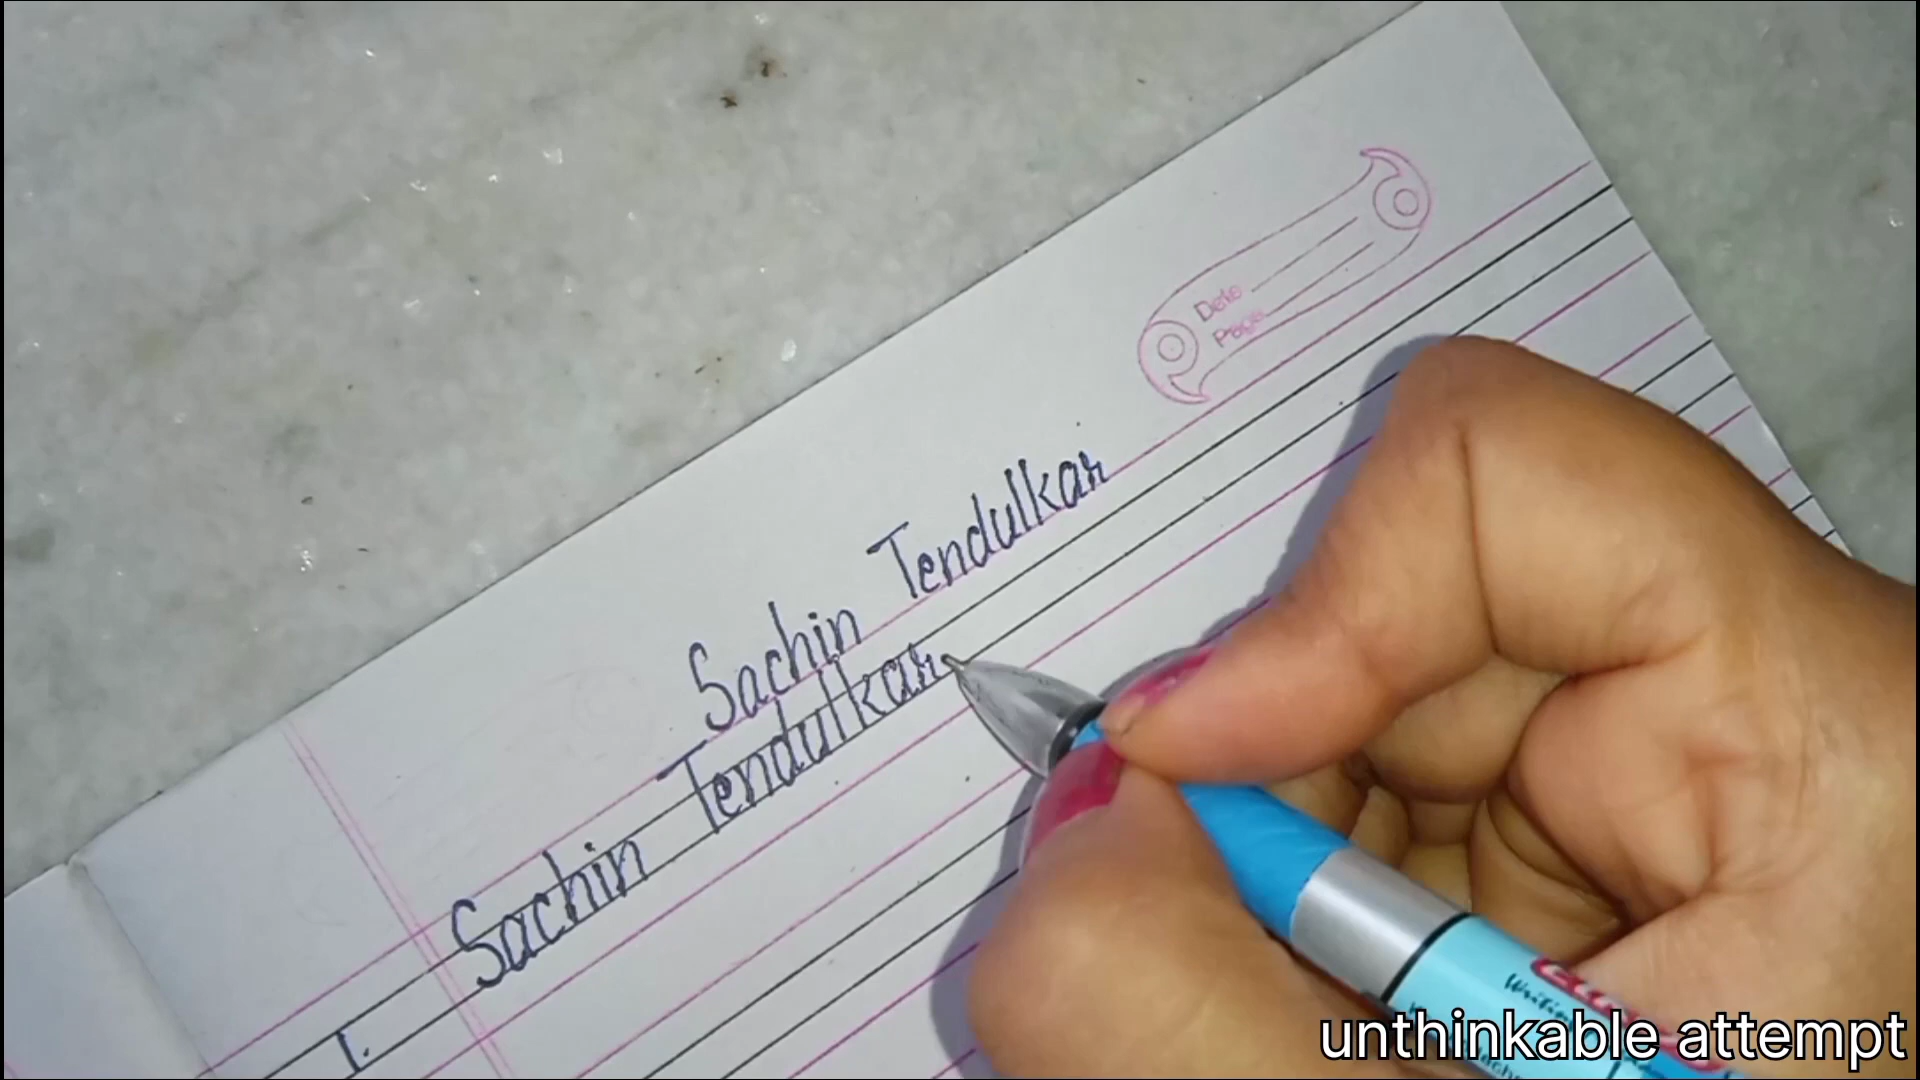 Date
Page
Sachin Tendulkar
1. Sachin Tendulkar
unthinkable attempt